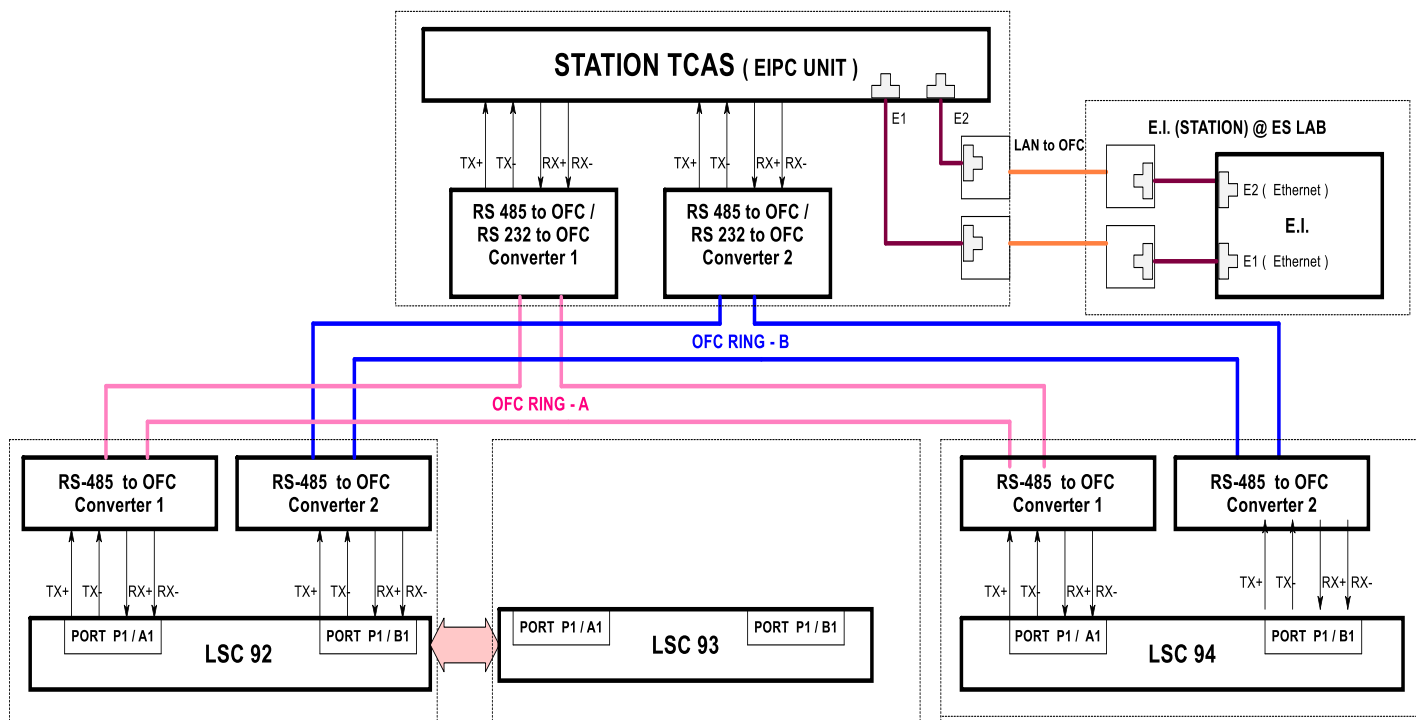 STATION TCAS ( EIPC UNIT )
E1
E2
LAN to OFC
E.I. (STATION) @ ES LAB
E2 ( Ethernet )
E.I.
E1 ( Ethernet )
TX+ TX- RX+ RX-
TX+ TX- RX+ RX-
RS 485 to OFC /
RS 232 to OFC
Converter 1
RS 485 to OFC /
RS 232 to OFC
Converter 2
OFC RING - B
OFC RING - A
RS-485 to OFC
Converter 1
RS-485 to OFC
Converter 2
RS-485 to OFC
Converter 1
RS-485 to OFC
Converter 2
TX+ TX- RX+ RX-
TX+ TX- RX+ RX-
TX+ TX- RX+ RX-
TX+ TX- RX+ RX-
PORT P1 / A1
LSC 92
PORT P1 / B1
PORT P1 / A1
LSC 93
PORT P1 / B1
PORT P1 / A1
LSC 94
PORT P1 / B1